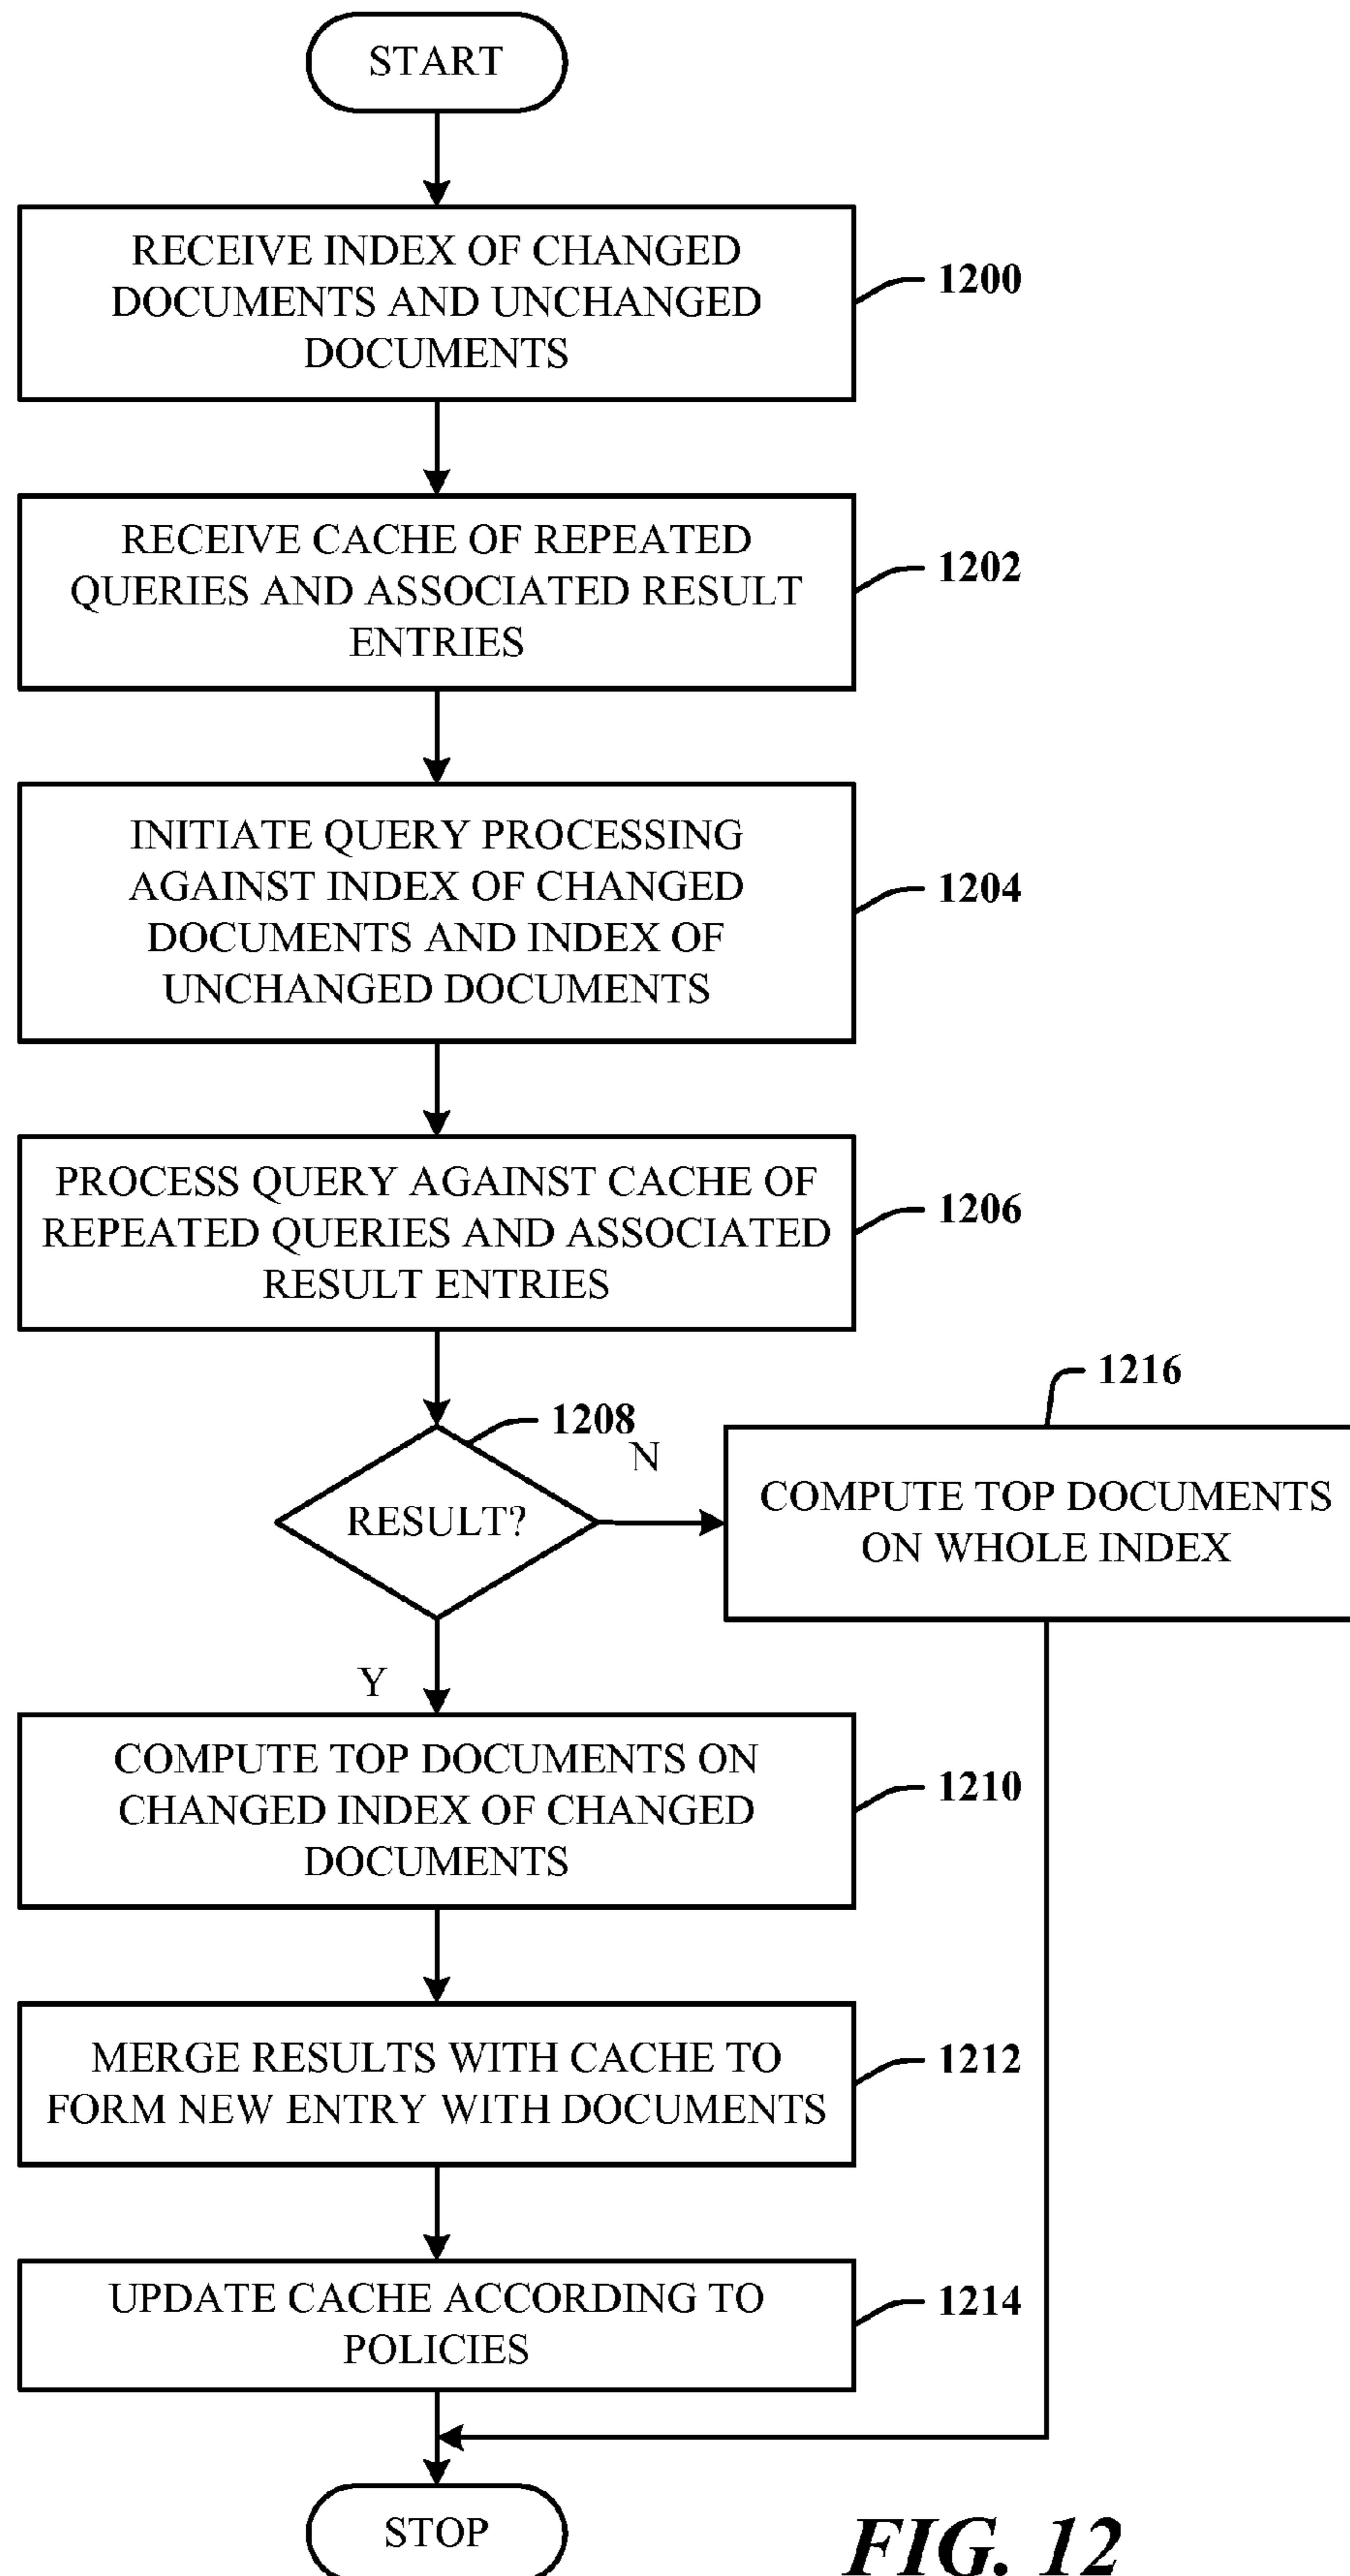 START
RECEIVE INDEX OF CHANGED
DOCUMENTS AND UNCHANGED
DOCUMENTS
1200
RECEIVE CACHE OF REPEATED
QUERIES AND ASSOCIATED RESULT
ENTRIES
1202
INITIATE QUERY PROCESSING
AGAINST INDEX OF CHANGED
DOCUMENTS AND INDEX OF
UNCHANGED DOCUMENTS
1204
PROCESS QUERY AGAINST CACHE OF
REPEATED QUERIES AND ASSOCIATED
RESULT ENTRIES
1206
1208
RESULT?
N
1216
COMPUTE TOP DOCUMENTS
ON WHOLE INDEX
Y
COMPUTE TOP DOCUMENTS ON
CHANGED INDEX OF CHANGED
DOCUMENTS
1210
MERGE RESULTS WITH CACHE TO
FORM NEW ENTRY WITH DOCUMENTS
1212
UPDATE CACHE ACCORDING TO
POLICIES
1214
STOP
FIG. 12